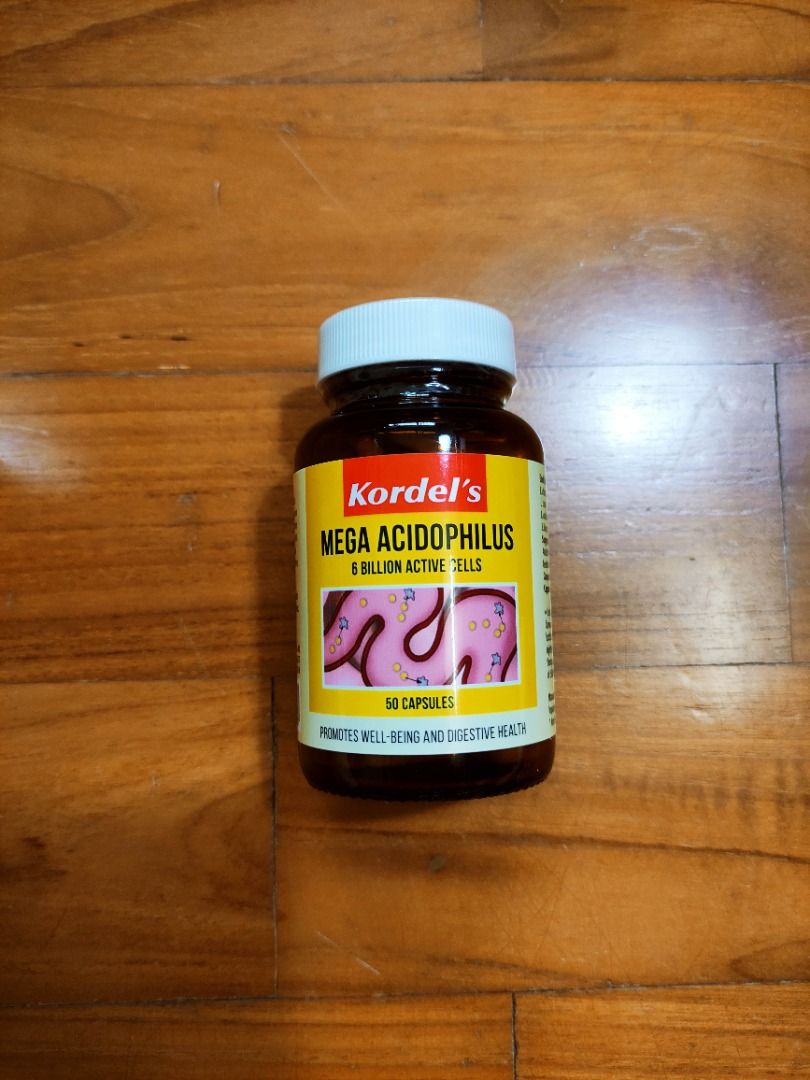 Kordel's
MEGA ACIDOPHILUS
6 BILLION ACTIVE CELLS
50 CAPSULES
PROMOTES WELL-BEING AND DIGESTIVE HEALTH